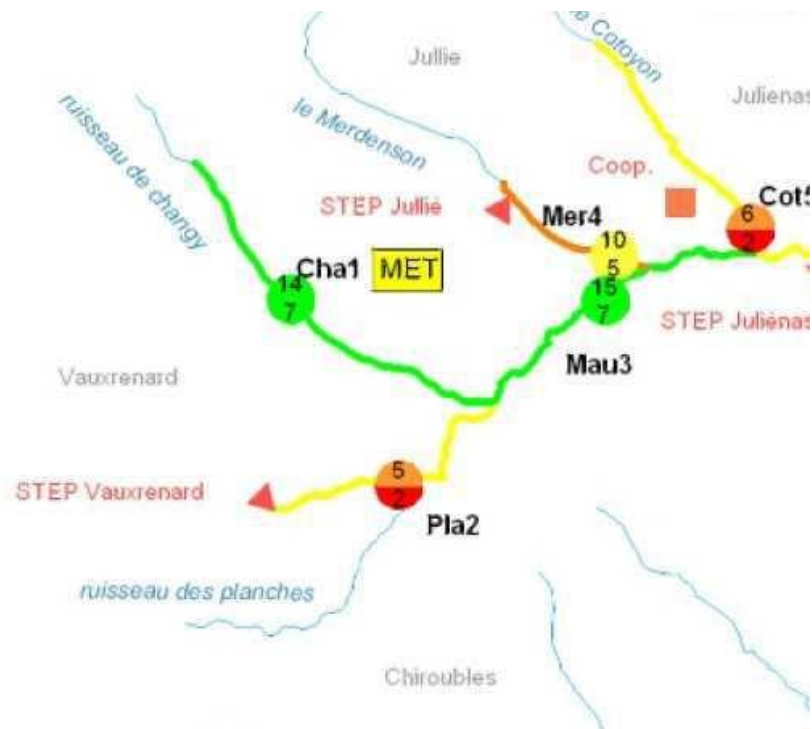 le Cotoyon
Jullie
Julienas
ruisseau de changy
le Merdenson
Coop.
STEP Jullié
Mer4
Cot5
6
2
10
5
Cha1
MET
14
7
15
7
STEP Juliénas
Mau3
Vauxrenard
STEP Vauxrenard
5
2
Pla2
ruisseau des planches
Chiroubles